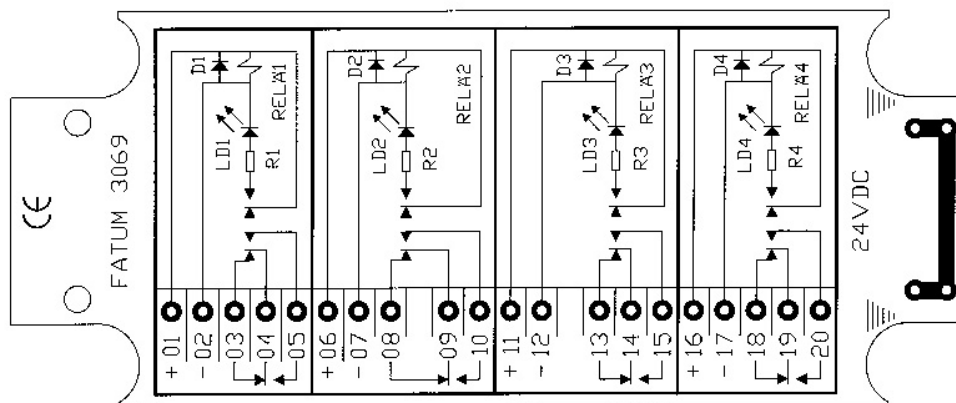 CE
FATUM 3069
D1
RELÄ1
LD1
R1
D2
RELÄ2
LD2
R2
D3
RELÄ3
LD3
R3
D4
RELÄ4
LD4
R4
24VDC
+ 01
- 02
03
04
05
+ 06
- 07
08
09
10
+ 11
- 12
13
14
15
+ 16
- 17
18
19
20